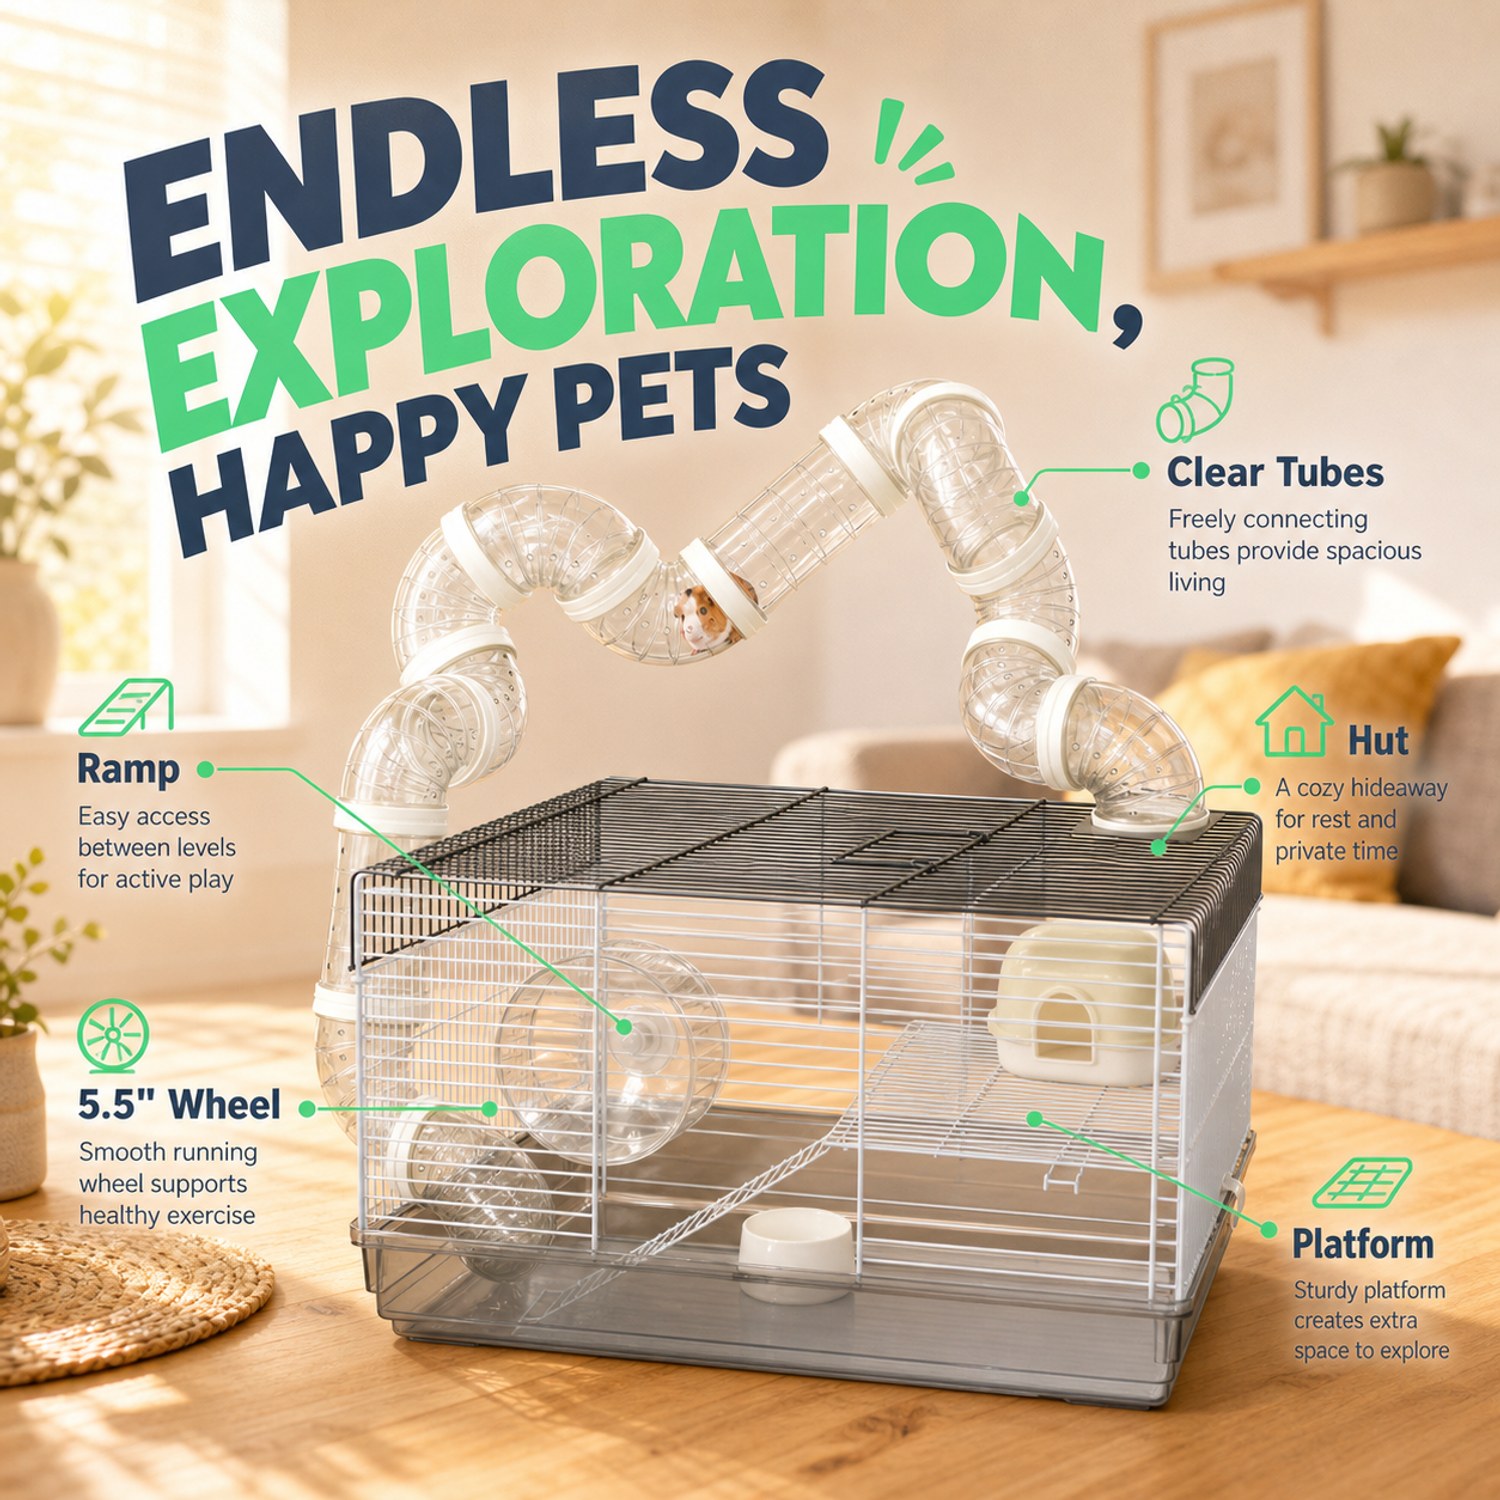 ENDLESS
EXPLORATION,
HAPPY PETS
Clear Tubes
Freely connecting
tubes provide spacious
living
Ramp
Easy access
between levels
for active play
Hut
A cozy hideaway
for rest and
private time
5.5" Wheel
Smooth running
wheel supports
healthy exercise
Platform
Sturdy platform
creates extra
space to explore